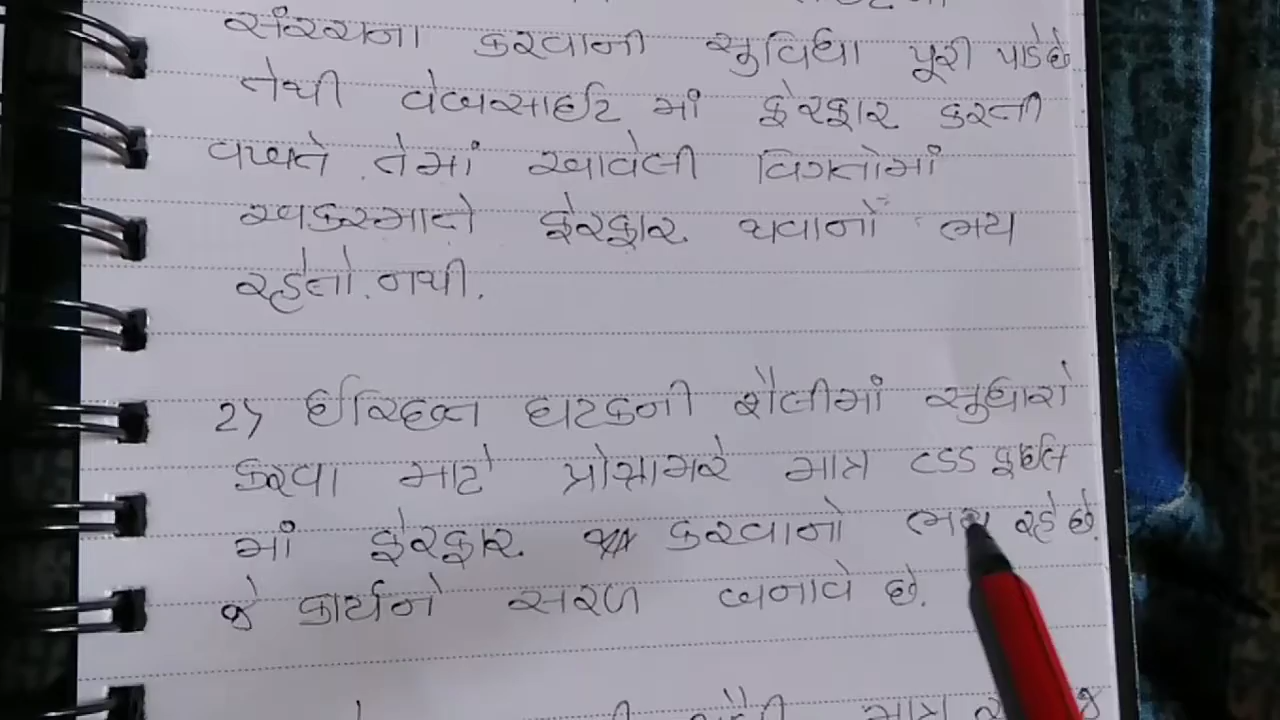 સંરચના કરવાની સુવિધા પૂરી પાડેછે
તેથી વેબસાઈટ માં ફેરફાર કરતી
વખતે તેમાં આવેલી વિગતોમાં
અકસ્માતે ફેરફાર થવાનો ભય
રહેતો નથી.
2) ઈચ્છિત ઘટકની શૈલીમાં સુધારો
કરવા માટે પ્રોગ્રામરે માત્ર CSS ફાઈલ
માં ફેરફાર કરવાનો ભય રહે છે.
જે કાર્યને સરળ બનાવે છે.
માત્ર